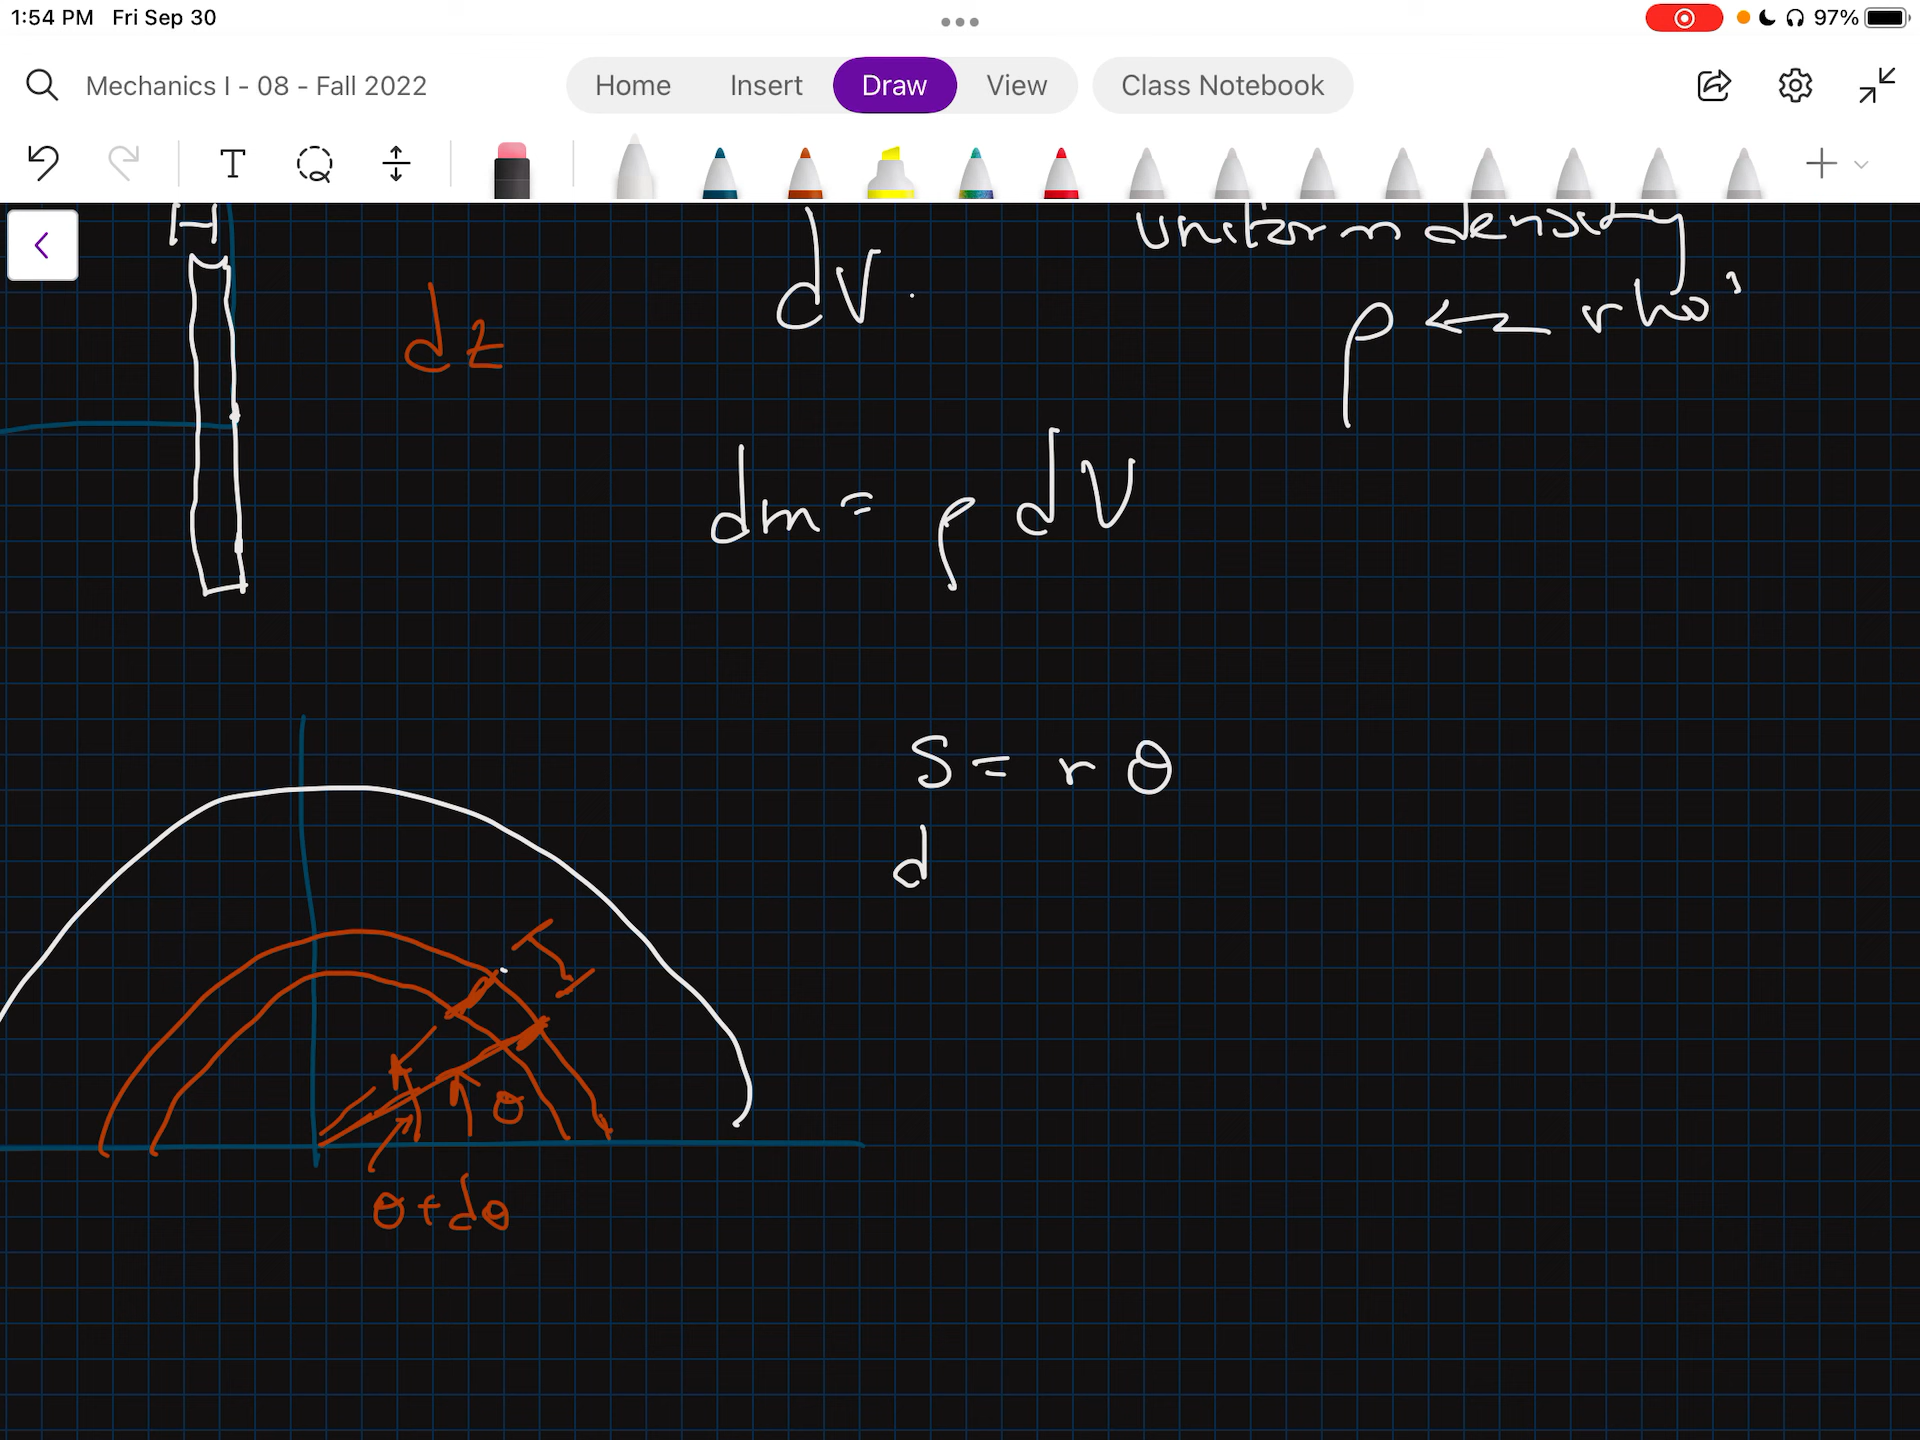 1:54 PM Fri Sep 30
97%
Mechanics I - 08 - Fall 2022
Home Insert Draw View Class Notebook
T
uniform density
dV.
ρ ← rho
dz
dm = ρ dV
S = r θ
d
θ
θ + dθ